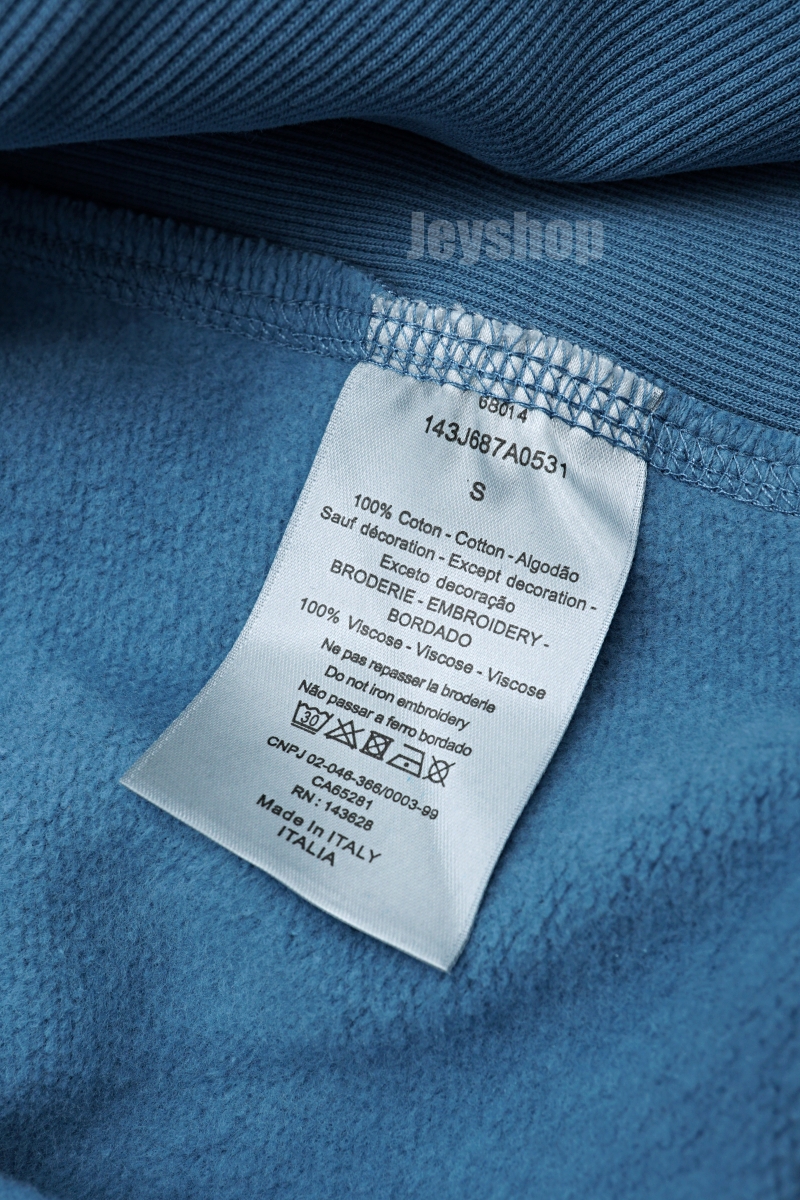 Jeyshop
68014
143J687A0531
S
100% Coton - Cotton - Algodão
Sauf décoration - Except decoration -
Exceto decoração
BRODERIE - EMBROIDERY -
BORDADO
100% Viscose - Viscose - Viscose
Ne pas repasser la broderie
Do not iron embroidery
Não passar a ferro bordado
30
CNPJ 02-046-366/0003-99
CA65281
RN : 143628
Made In ITALY
ITALIA